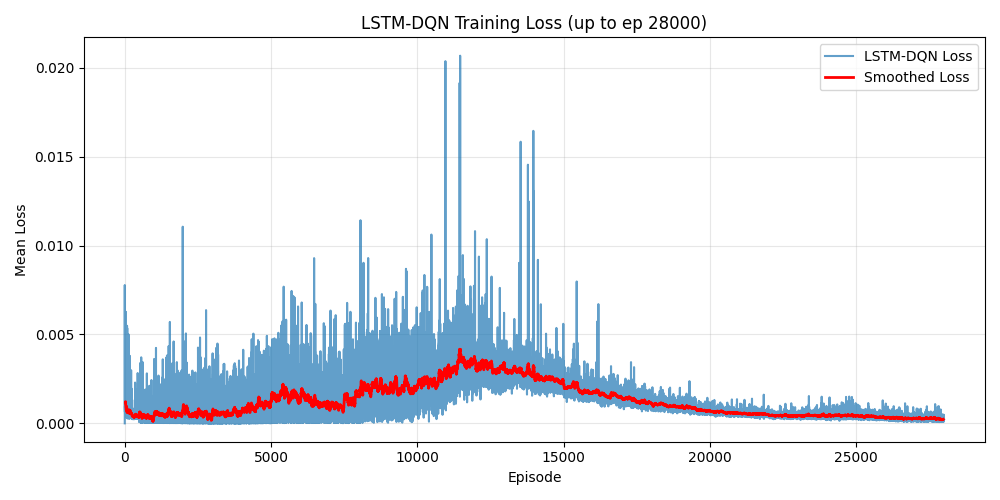 LSTM-DQN Training Loss (up to ep 28000)
LSTM-DQN Loss
Smoothed Loss
0.020
0.015
0.010
0.005
0.000
Mean Loss
0 5000 10000 15000 20000 25000
Episode